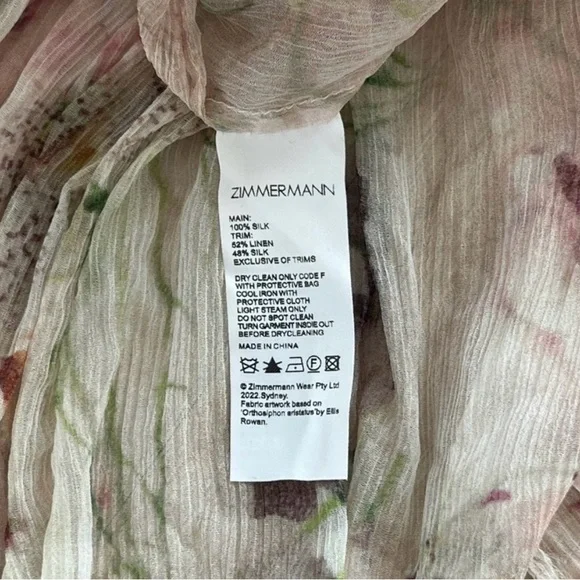 ZIMMERMANN
MAIN:
100% SILK
TRIM:
52% LINEN
48% SILK
EXCLUSIVE OF TRIMS
DRY CLEAN ONLY CODE F
WITH PROTECTIVE BAG
COOL IRON WITH
PROTECTIVE CLOTH
LIGHT STEAM ONLY
DO NOT SPOT CLEAN
TURN GARMENT INSIDE OUT
BEFORE DRYCLEANING
MADE IN CHINA
F
© Zimmermann Wear Pty Ltd
2022.Sydney.
Fabric artwork based on
'Orthosiphon aristatus'by Ellis
Rowan.